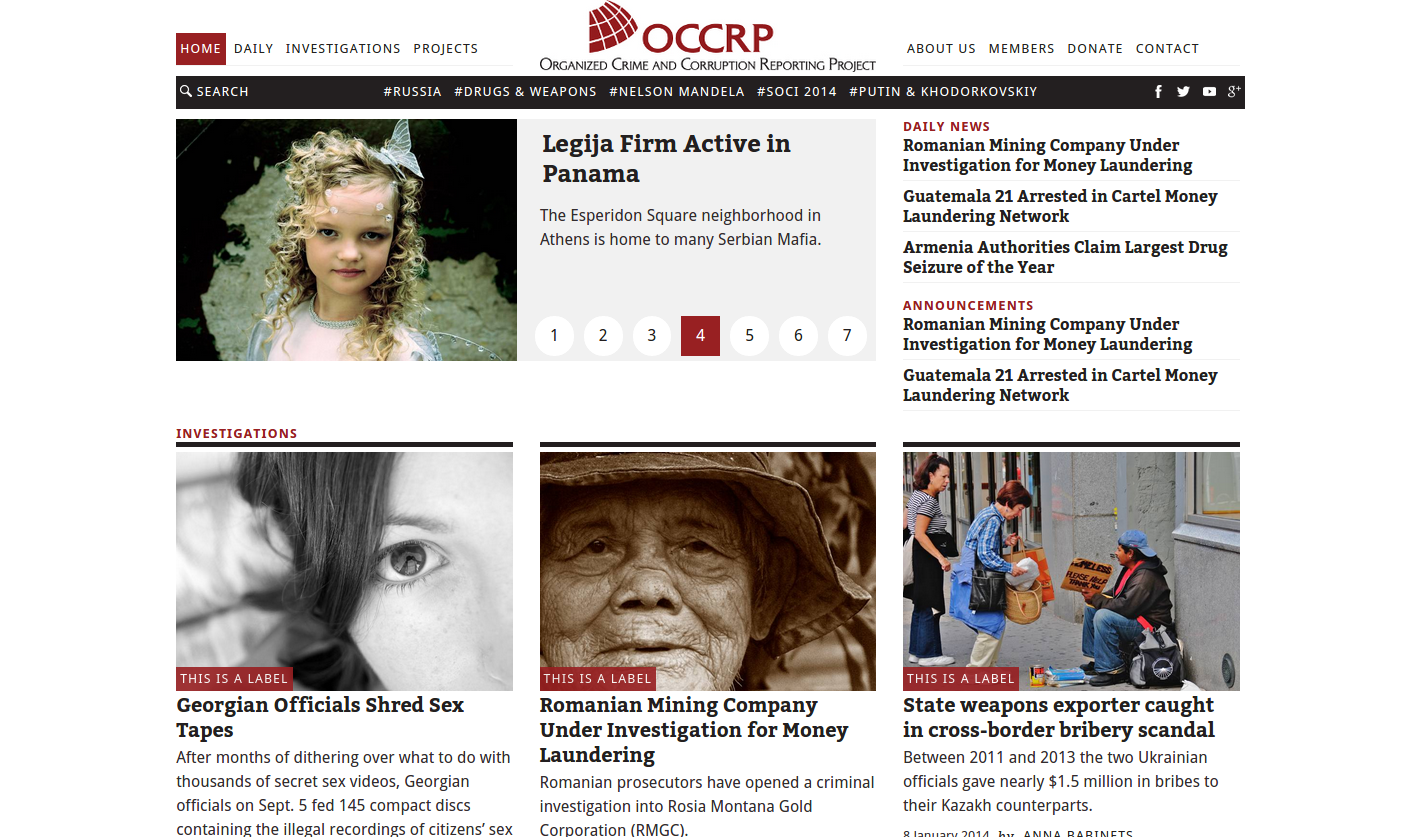 HOME DAILY INVESTIGATIONS PROJECTS
OCCRP
ORGANIZED CRIME AND CORRUPTION REPORTING PROJECT
ABOUT US MEMBERS DONATE CONTACT
SEARCH #RUSSIA #DRUGS & WEAPONS #NELSON MANDELA #SOCI 2014 #PUTIN & KHODORKOVSKIY
Legija Firm Active in
Panama
The Esperidon Square neighborhood in
Athens is home to many Serbian Mafia.
1 2 3 4 5 6 7
DAILY NEWS
Romanian Mining Company Under
Investigation for Money Laundering
Guatemala 21 Arrested in Cartel Money
Laundering Network
Armenia Authorities Claim Largest Drug
Seizure of the Year
ANNOUNCEMENTS
Romanian Mining Company Under
Investigation for Money Laundering
Guatemala 21 Arrested in Cartel Money
Laundering Network
INVESTIGATIONS
THIS IS A LABEL
Georgian Officials Shred Sex
Tapes
After months of dithering over what to do with
thousands of secret sex videos, Georgian
officials on Sept. 5 fed 145 compact discs
containing the illegal recordings of citizens’ sex
THIS IS A LABEL
Romanian Mining Company
Under Investigation for Money
Laundering
Romanian prosecutors have opened a criminal
investigation into Rosia Montana Gold
Corporation (RMGC).
HOMELESS
PLEASE HELP
THANK YOU
THIS IS A LABEL
State weapons exporter caught
in cross-border bribery scandal
Between 2011 and 2013 the two Ukrainian
officials gave nearly $1.5 million in bribes to
their Kazakh counterparts.
8 January 2014 by ANNA BABINETS